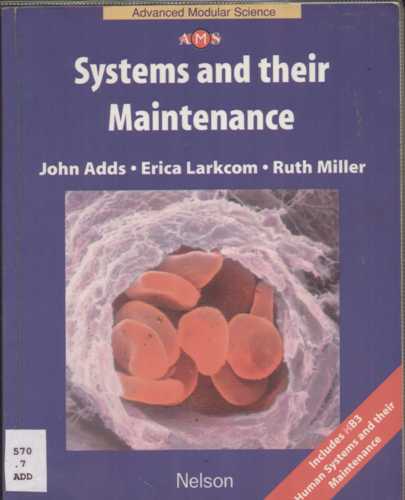 Advanced Modular Science
AMS
Systems and their
Maintenance
John Adds • Erica Larkcom • Ruth Miller
Includes HB3
Human Systems and their
Maintenance
570
.7
ADD
Nelson